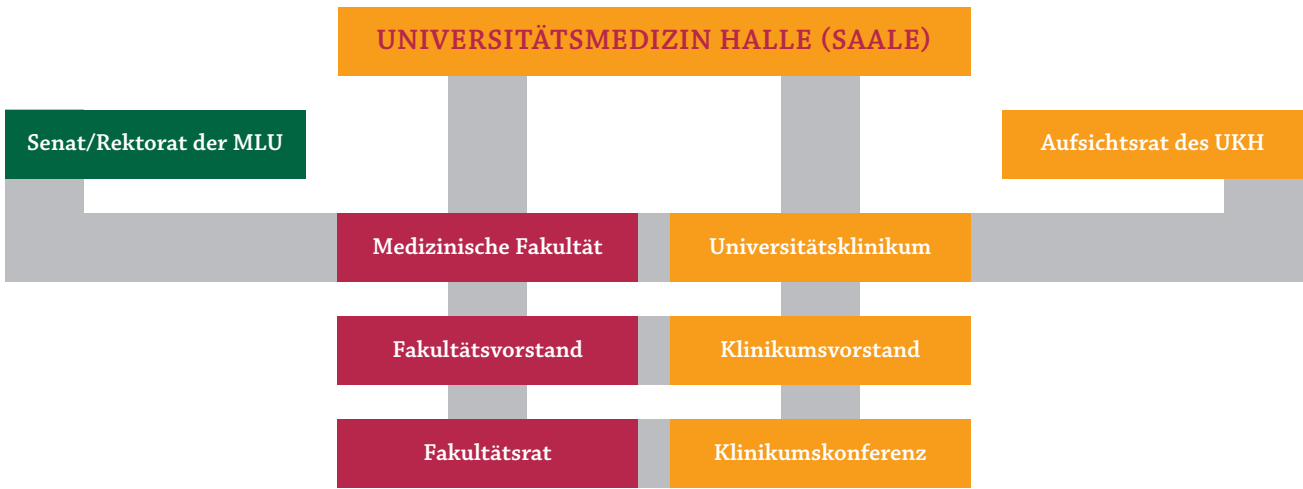 UNIVERSITÄTSMEDIZIN HALLE (SAALE)
Senat/Rektorat der MLU
Aufsichtsrat des UKH
Medizinische Fakultät
Universitätsklinikum
Fakultätsvorstand
Klinikumsvorstand
Fakultätsrat
Klinikumskonferenz